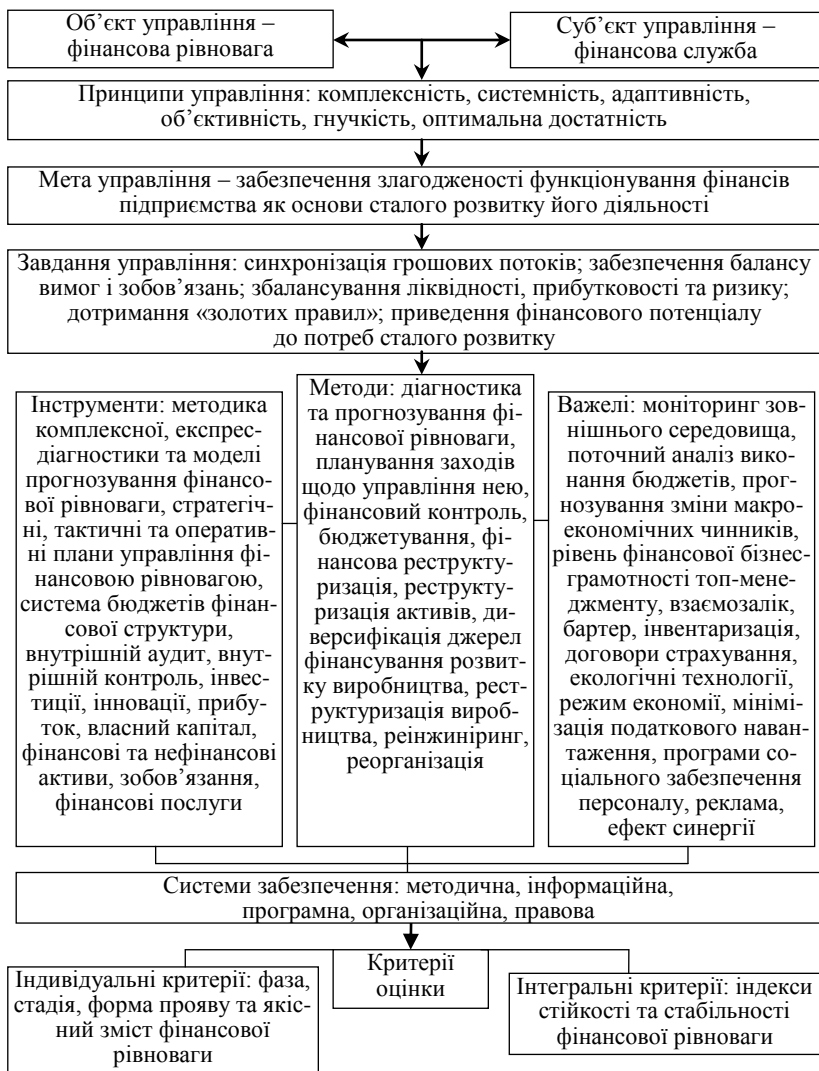 Об’єкт управління –
фінансова рівновага
Суб’єкт управління –
фінансова служба
Принципи управління: комплексність, системність, адаптивність,
об’єктивність, гнучкість, оптимальна достатність
Мета управління – забезпечення злагодженості функціонування фінансів
підприємства як основи сталого розвитку його діяльності
Завдання управління: синхронізація грошових потоків; забезпечення балансу
вимог і зобов’язань; збалансування ліквідності, прибутковості та ризику;
дотримання «золотих правил»; приведення фінансового потенціалу
до потреб сталого розвитку
Інструменти: методика
комплексної, експрес-
діагностики та моделі
прогнозування фінан-
сової рівноваги, стратегіч-
ні, тактичні та оператив-
ні плани управління фі-
нансовою рівновагою,
система бюджетів фінан-
сової структури,
внутрішній аудит, внут-
рішній контроль, інвес-
тиції, інновації, прибу-
ток, власний капітал,
фінансові та нефінансові
активи, зобов’язання,
фінансові послуги
Методи: діагностика
та прогнозування фі-
нансової рівноваги,
планування заходів
щодо управління нею,
фінансовий контроль,
бюджетування, фі-
нансова реструкту-
ризація, реструкту-
ризація активів, ди-
версифікація джерел
фінансування розвит-
ку виробництва, рес-
труктуризація вироб-
ництва, реінжиніринг,
реорганізація
Важелі: моніторинг зов-
нішнього середовища,
поточний аналіз вико-
нання бюджетів, прог-
нозування зміни макро-
економічних чинників,
рівень фінансової бізнес-
грамотності топ-мене-
джменту, взаємозалік,
бартер, інвентаризація,
договори страхування,
екологічні технології,
режим економії, мінімі-
зація податкового наван-
таження, програми со-
ціального забезпечення
персоналу, реклама,
ефект синергії
Системи забезпечення: методична, інформаційна,
програмна, організаційна, правова
Критерії
оцінки
Індивідуальні критерії: фаза,
стадія, форма прояву та якіс-
ний зміст фінансової
рівноваги
Інтегральні критерії: індекси
стійкості та стабільності
фінансової рівноваги